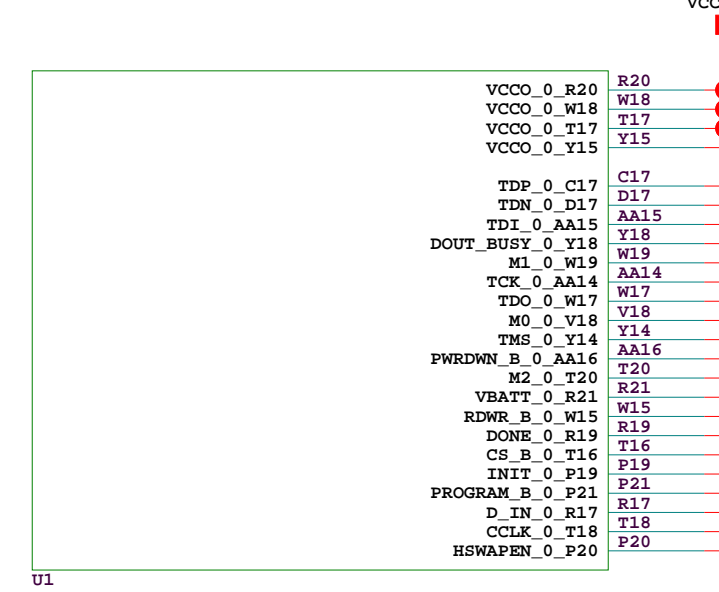 VCC
VCCO_0_R20 R20
VCCO_0_W18 W18
VCCO_0_T17 T17
VCCO_0_Y15 Y15
TDP_0_C17 C17
TDN_0_D17 D17
TDI_0_AA15 AA15
DOUT_BUSY_0_Y18 Y18
M1_0_W19 W19
TCK_0_AA14 AA14
TDO_0_W17 W17
M0_0_V18 V18
TMS_0_Y14 Y14
PWRDWN_B_0_AA16 AA16
M2_0_T20 T20
VBATT_0_R21 R21
RDWR_B_0_W15 W15
DONE_0_R19 R19
CS_B_0_T16 T16
INIT_0_P19 P19
PROGRAM_B_0_P21 P21
D_IN_0_R17 R17
CCLK_0_T18 T18
HSWAPEN_0_P20 P20
U1